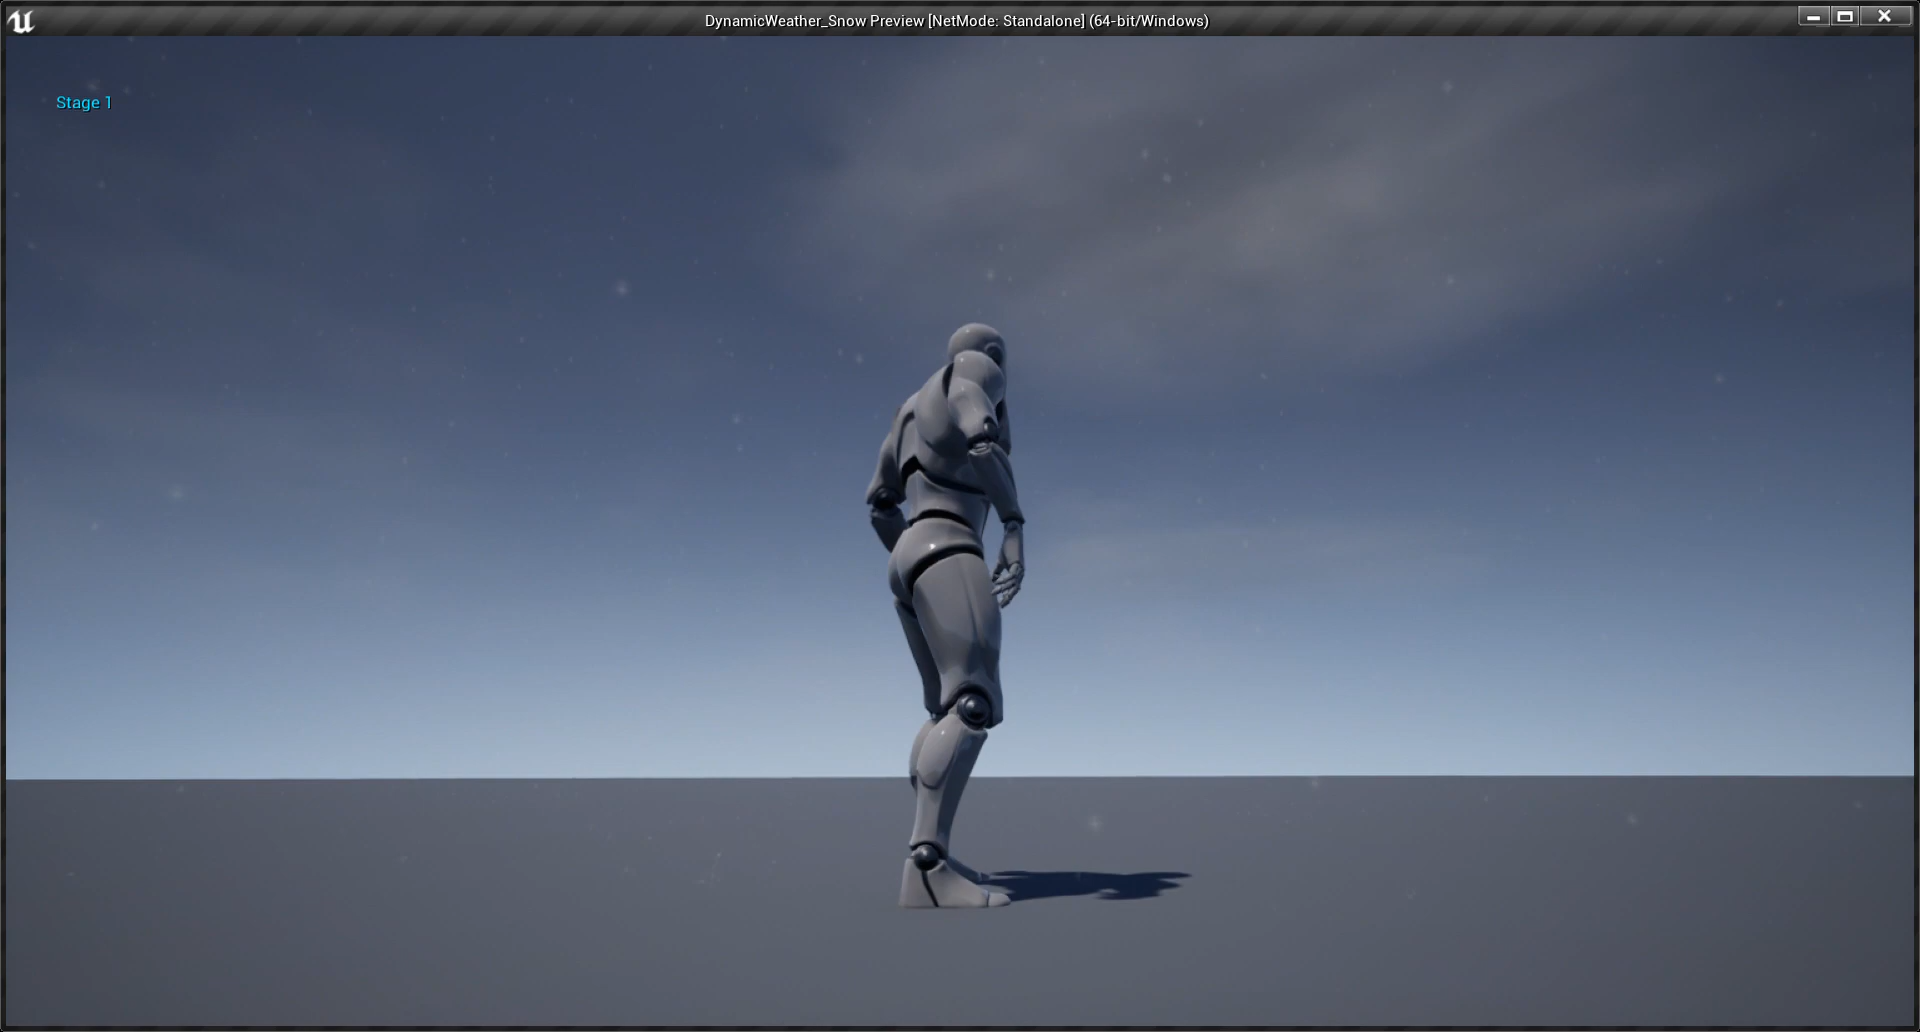 DynamicWeather_Snow Preview [NetMode: Standalone] (64-bit/Windows)
Stage 1